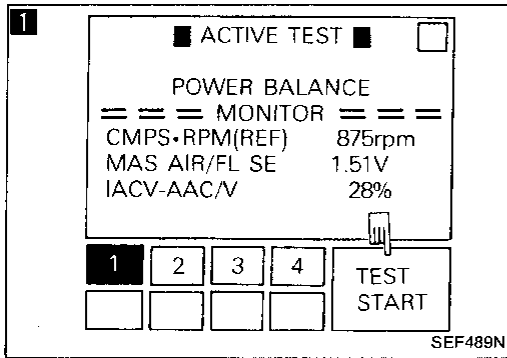 1
■ ACTIVE TEST ■
POWER BALANCE
= = = MONITOR = = =
CMPS•RPM(REF) 875rpm
MAS AIR/FL SE 1.51V
IACV-AAC/V 28%
1 2 3 4 TEST START
SEF489N